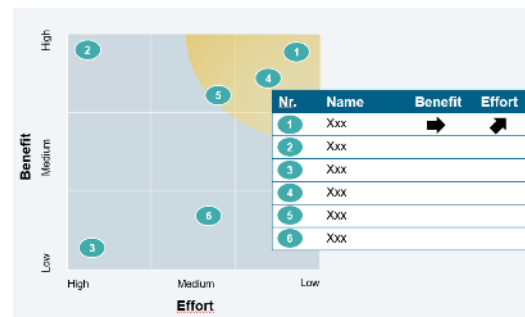 High
Medium
Low
Benefit
2
1
4
5
6
3
High Medium Low
Effort
Nr. Name Benefit Effort
1 Xxx
2 Xxx
3 Xxx
4 Xxx
5 Xxx
6 Xxx